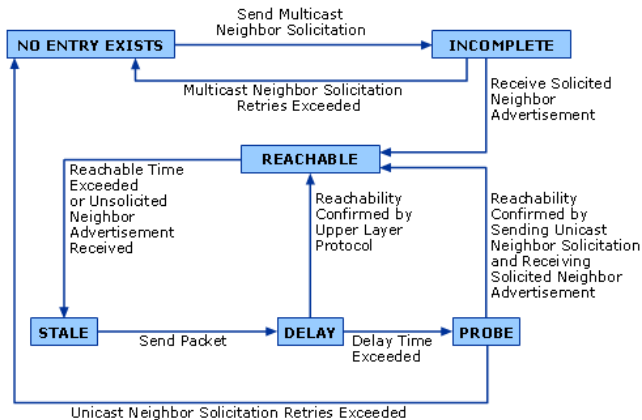 Send Multicast
Neighbor Solicitation
NO ENTRY EXISTS
INCOMPLETE
Multicast Neighbor Solicitation
Retries Exceeded
Receive Solicited
Neighbor
Advertisement
REACHABLE
Reachable Time
Exceeded
or Unsolicited
Neighbor
Advertisement
Received
Reachability
Confirmed by
Upper Layer
Protocol
Reachability
Confirmed by
Sending Unicast
Neighbor Solicitation
and Receiving
Solicited Neighbor
Advertisement
STALE
Send Packet
DELAY
Delay Time
Exceeded
PROBE
Unicast Neighbor Solicitation Retries Exceeded